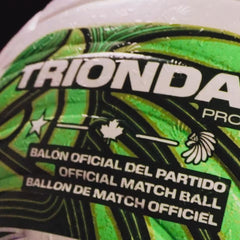 TRIONDA
PRO
BALÓN OFICIAL DEL PARTIDO
OFFICIAL MATCH BALL
BALLON DE MATCH OFFICIEL